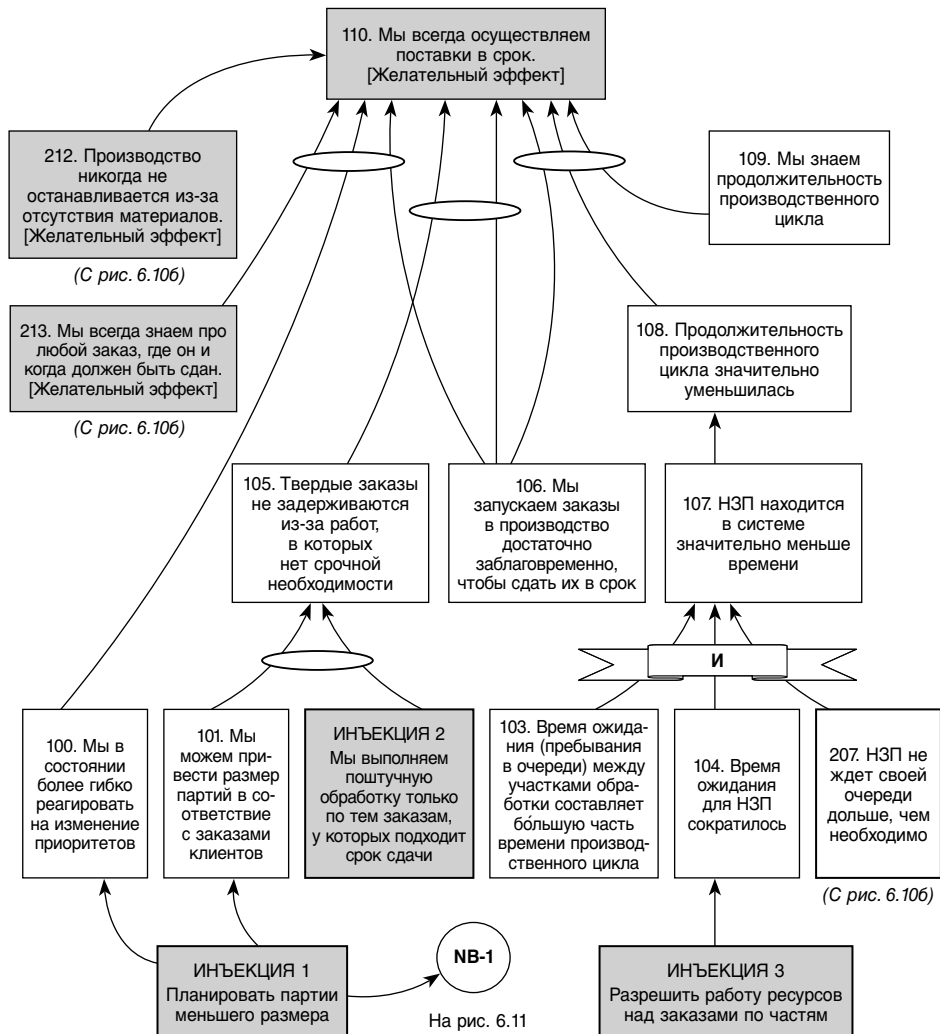 110. Мы всегда осуществляем
поставки в срок.
[Желательный эффект]
212. Производство
никогда не
останавливается из-за
отсутствия материалов.
[Желательный эффект]
(С рис. 6.10б)
109. Мы знаем
продолжительность
производственного
цикла
213. Мы всегда знаем про
любой заказ, где он и
когда должен быть сдан.
[Желательный эффект]
(С рис. 6.10б)
108. Продолжительность
производственного
цикла значительно
уменьшилась
105. Твердые заказы
не задерживаются
из-за работ,
в которых
нет срочной
необходимости
106. Мы
запускаем заказы
в производство
достаточно
заблаговременно,
чтобы сдать их в срок
107. НЗП находится
в системе
значительно меньше
времени
И
100. Мы в
состоянии
более гибко
реагировать
на изменение
приоритетов
101. Мы
можем при-
вести размер
партий в со-
ответствие
с заказами
клиентов
ИНЪЕКЦИЯ 2
Мы выполняем
поштучную
обработку только
по тем заказам,
у которых подходит
срок сдачи
103. Время ожида-
ния (пребывания
в очереди) между
участками обра-
ботки составляет
бо́льшую часть
времени производ-
ственного цикла
104. Время
ожидания
для НЗП
сократилось
207. НЗП не
ждет своей
очереди
дольше, чем
необходимо
(С рис. 6.10б)
ИНЪЕКЦИЯ 1
Планировать партии
меньшего размера
NB-1
На рис. 6.11
ИНЪЕКЦИЯ 3
Разрешить работу ресурсов
над заказами по частям